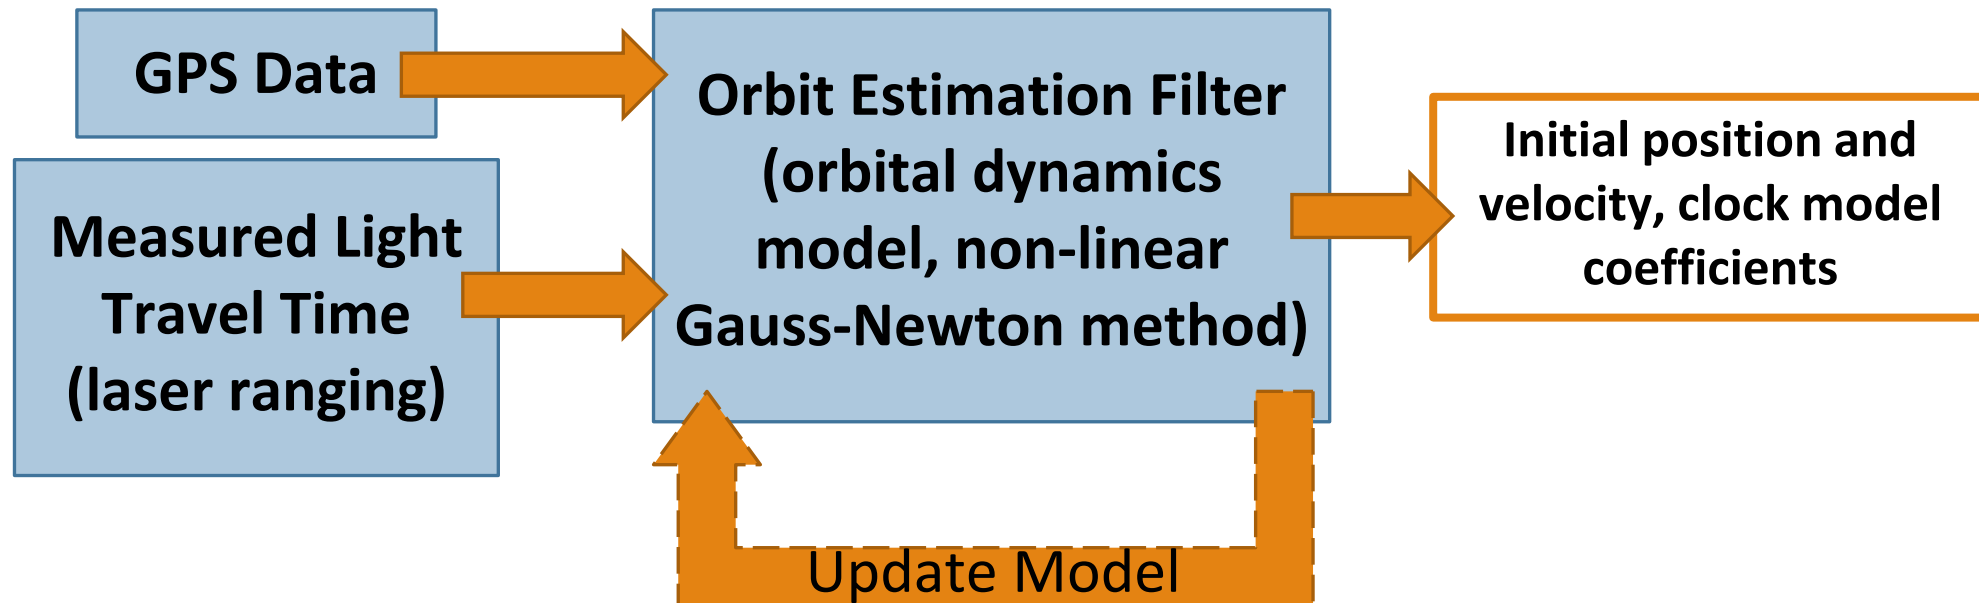 GPS Data
Measured Light
Travel Time
(laser ranging)
Orbit Estimation Filter
(orbital dynamics
model, non-linear
Gauss-Newton method)
Update Model
Initial position and
velocity, clock model
coefficients